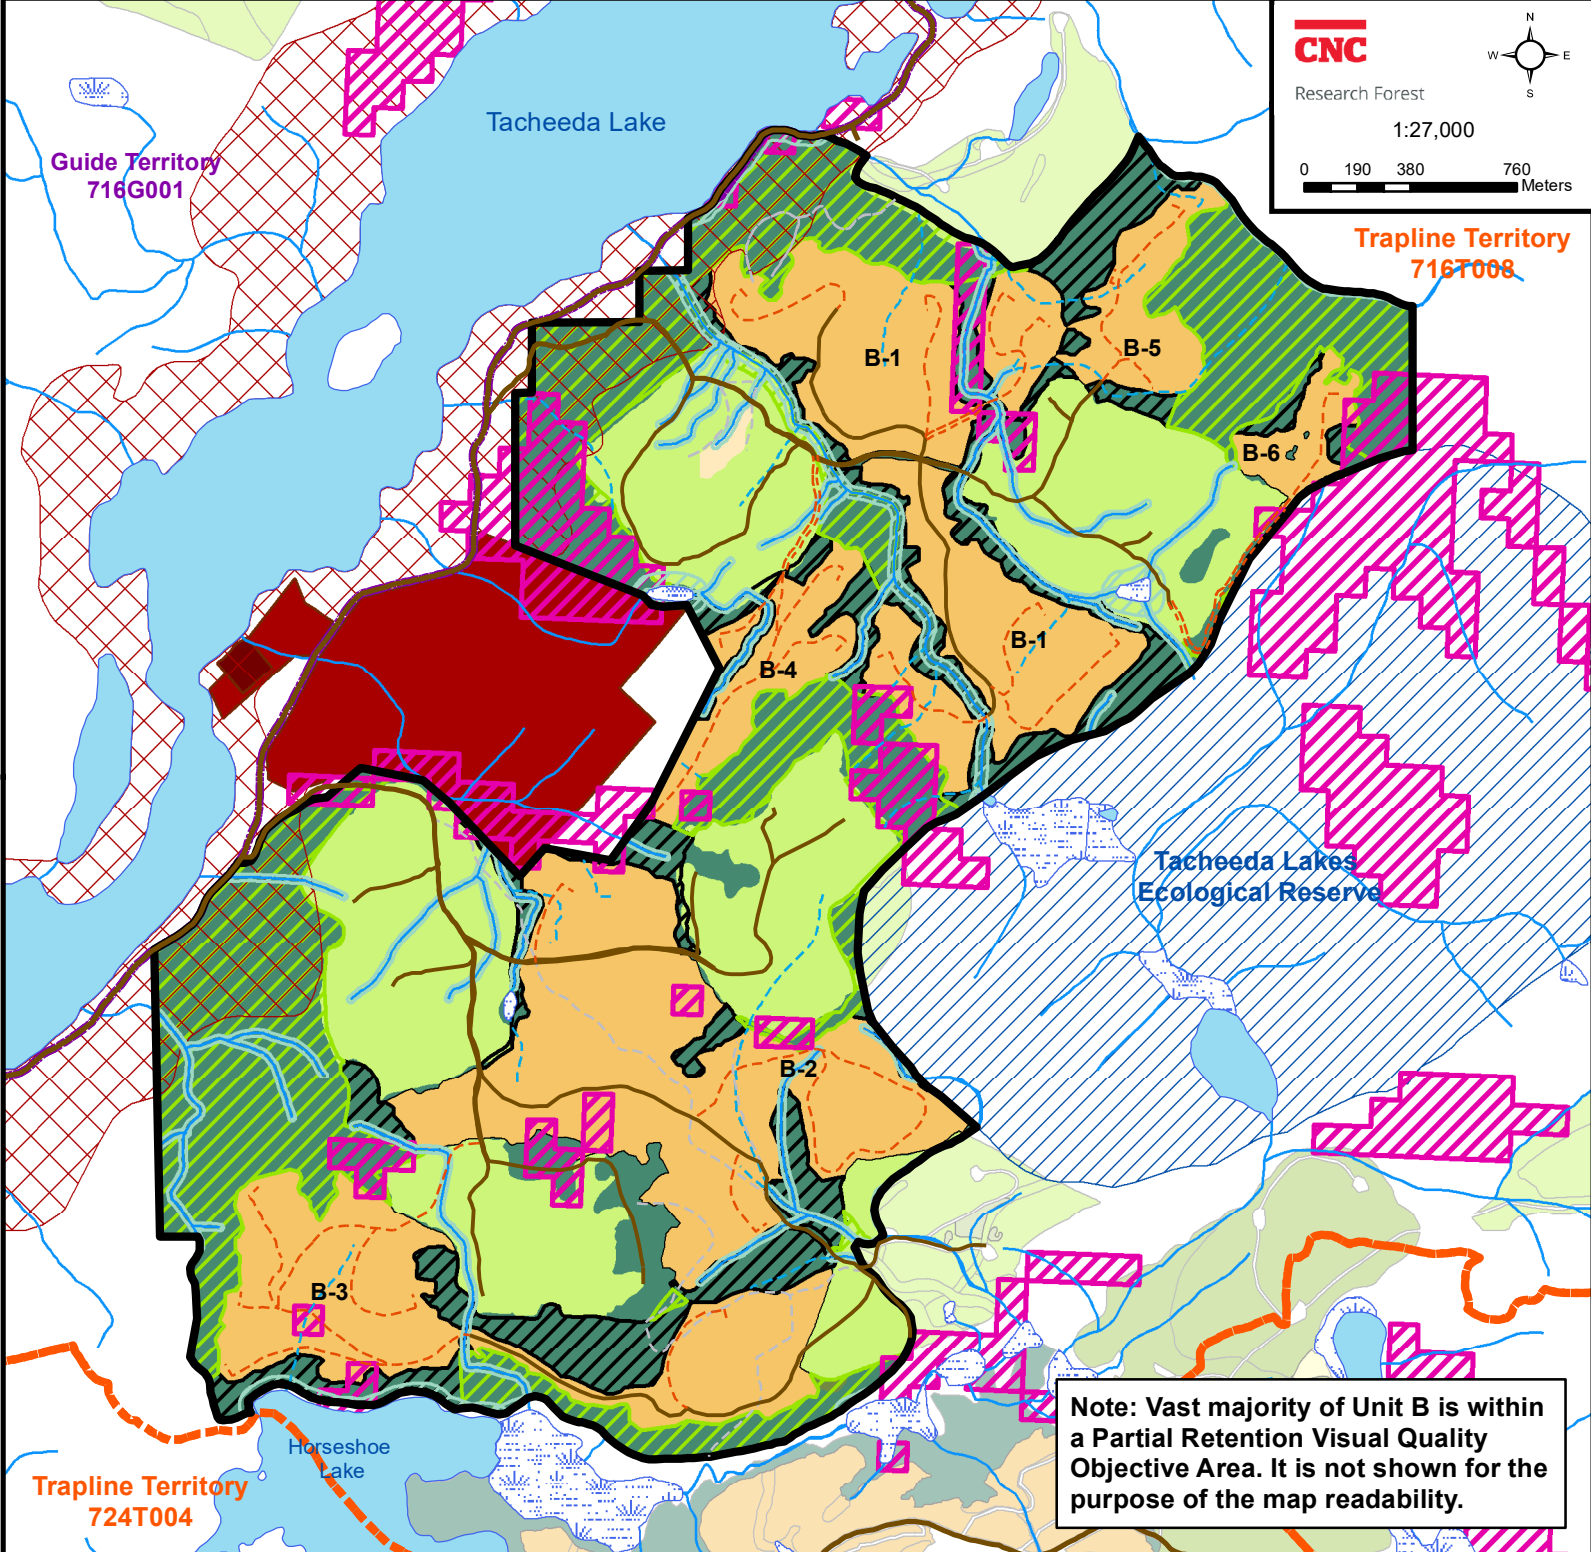 CNC
Research Forest
N
W
E
S
1:27,000
0 190 380 760
Meters
Tacheeda Lake
Guide Territory
716G001
Trapline Territory
716T008
B-1
B-5
B-6
B-1
B-4
Tacheeda Lakes
Ecological Reserve
B-2
B-3
Horseshoe
Lake
Trapline Territory
724T004
Note: Vast majority of Unit B is within
a Partial Retention Visual Quality
Objective Area. It is not shown for the
purpose of the map readability.